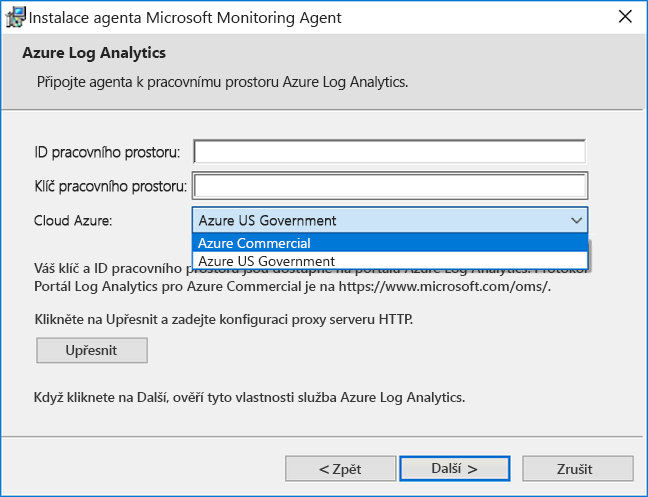 Instalace agenta Microsoft Monitoring Agent
Azure Log Analytics
Připojte agenta k pracovnímu prostoru Azure Log Analytics.
ID pracovního prostoru:
Klíč pracovního prostoru:
Cloud Azure: Azure US Government
Azure Commercial
Azure US Government
Váš klíč a ID pracovního prostoru jsou dostupné na portálu Azure Log Analytics. Protokol
Portál Log Analytics pro Azure Commercial je na https://www.microsoft.com/oms/.
Klikněte na Upřesnit a zadejte konfiguraci proxy serveru HTTP.
Upřesnit
Když kliknete na Další, ověří tyto vlastnosti služba Azure Log Analytics.
< Zpět Další > Zrušit